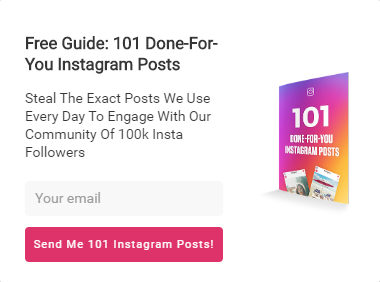 Free Guide: 101 Done-For-
You Instagram Posts
Steal The Exact Posts We Use
Every Day To Engage With Our
Community Of 100k Insta
Followers
Your email
Send Me 101 Instagram Posts!
101
DONE-FOR-YOU
INSTAGRAM POSTS